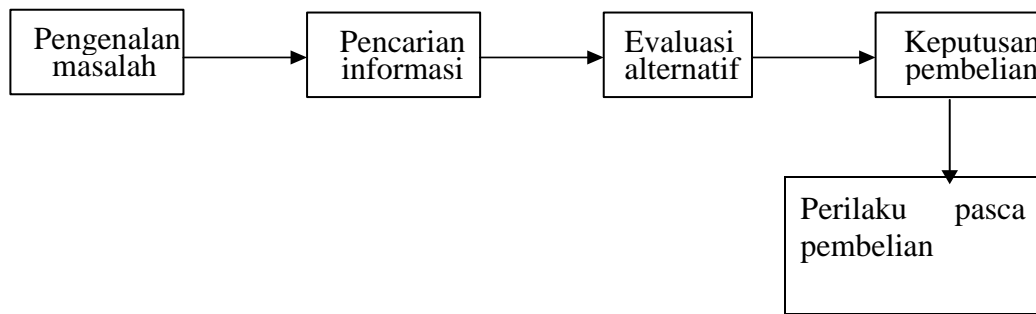 Pengenalan
masalah
Pencarian
informasi
Evaluasi
alternatif
Keputusan
pembelian
Perilaku pasca
pembelian